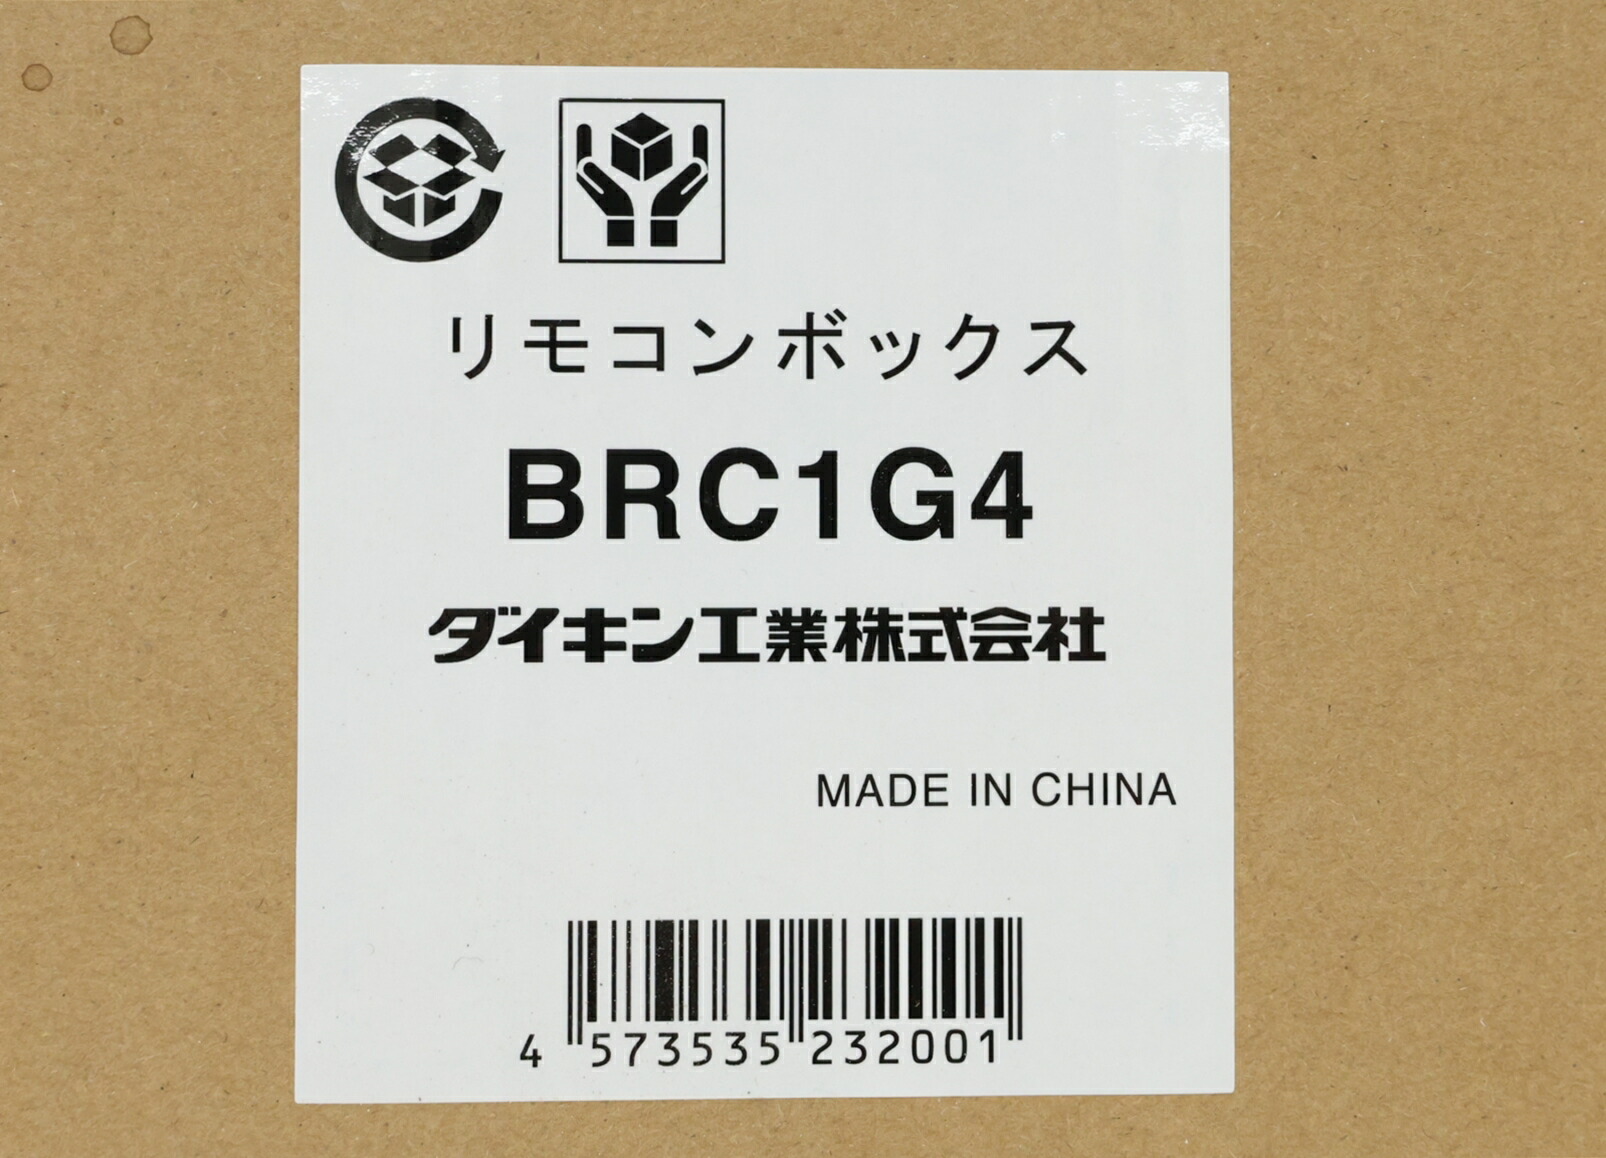 リモコンボックス
BRC1G4
ダイキン工業株式会社
MADE IN CHINA
4 573535 232001